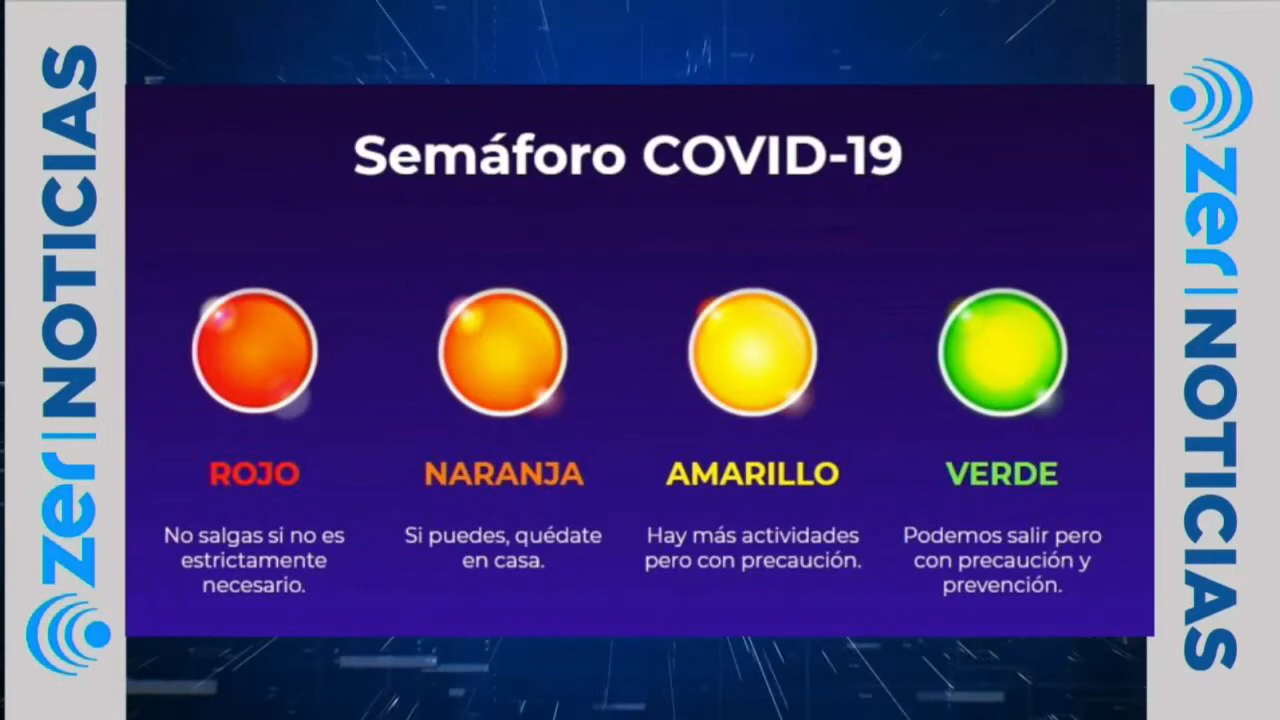 zer | NOTICIAS
Semáforo COVID-19
ROJO
No salgas si no es
estrictamente
necesario.
NARANJA
Si puedes, quédate
en casa.
AMARILLO
Hay más actividades
pero con precaución.
VERDE
Podemos salir pero
con precaución y
prevención.
zer | NOTICIAS